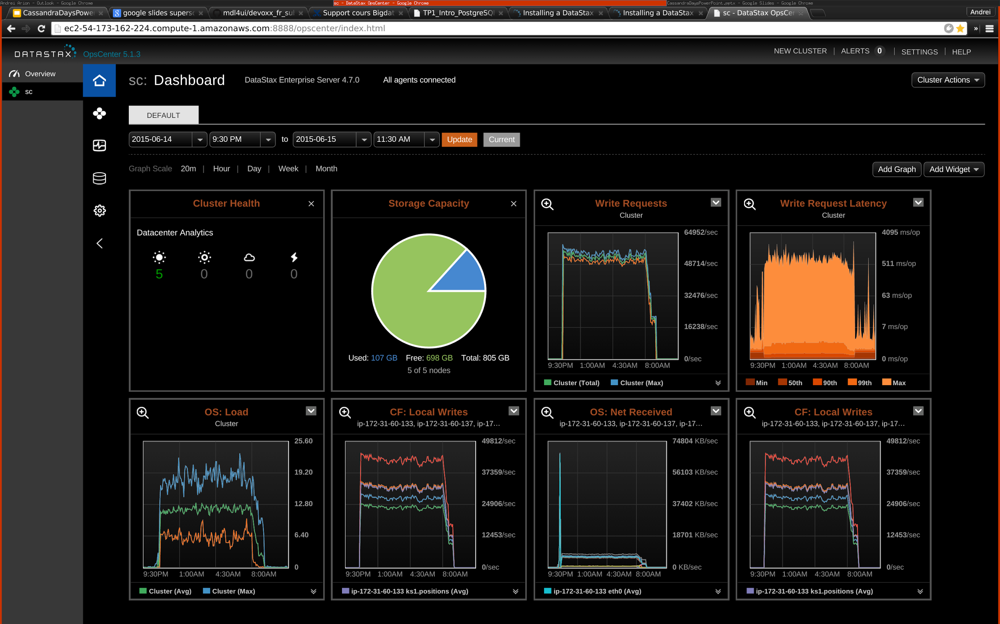 Andrei Arion - Outlook - Google Chrome
sc - DataStax OpsCenter - Google Chrome
CassandraDaysPowerPoint.pptx - Google Slides - Google Chrome
CassandraDaysPowe
google slides supersc
mdl4ui/devoxx_fr_sui
Support cours Bigdat
TP1_Intro_PostgreSQL
Installing a DataStax
Installing a DataStax
sc - DataStax OpsCen
Andrei
ec2-54-173-162-224.compute-1.amazonaws.com:8888/opscenter/index.html
DATASTAX OpsCenter 5.1.3
NEW CLUSTER | ALERTS 0 | SETTINGS | HELP
Overview
sc
sc: Dashboard
DataStax Enterprise Server 4.7.0
All agents connected
Cluster Actions
DEFAULT
2015-06-14 9:30 PM to 2015-06-15 11:30 AM Update Current
Graph Scale 20m | Hour | Day | Week | Month
Add Graph Add Widget
Cluster Health
Datacenter Analytics
5 0 0 0
Storage Capacity
Used: 107 GB Free: 698 GB Total: 805 GB
5 of 5 nodes
Write Requests
Cluster
64952/sec
48714/sec
32476/sec
16238/sec
0/sec
9:30PM 1:00AM 4:30AM 8:00AM
Cluster (Total) Cluster (Max)
Write Request Latency
Cluster
4095 ms/op
511 ms/op
63 ms/op
7 ms/op
0 ms/op
9:30PM 1:00AM 4:30AM 8:00AM
Min 50th 90th 99th Max
OS: Load
Cluster
25.60
19.20
12.80
6.40
0
9:30PM 1:00AM 4:30AM 8:00AM
Cluster (Avg) Cluster (Max)
CF: Local Writes
ip-172-31-60-133, ip-172-31-60-137, ip-17...
49812/sec
37359/sec
24906/sec
12453/sec
0/sec
9:30PM 1:00AM 4:30AM 8:00AM
ip-172-31-60-133 ks1.positions (Avg)
OS: Net Received
ip-172-31-60-133, ip-172-31-60-137, ip-17...
74804 KB/sec
56103 KB/sec
37402 KB/sec
18701 KB/sec
0 KB/sec
9:30PM 1:00AM 4:30AM 8:00AM
ip-172-31-60-133 eth0 (Avg)
CF: Local Writes
ip-172-31-60-133, ip-172-31-60-137, ip-17...
49812/sec
37359/sec
24906/sec
12453/sec
0/sec
9:30PM 1:00AM 4:30AM 8:00AM
ip-172-31-60-133 ks1.positions (Avg)